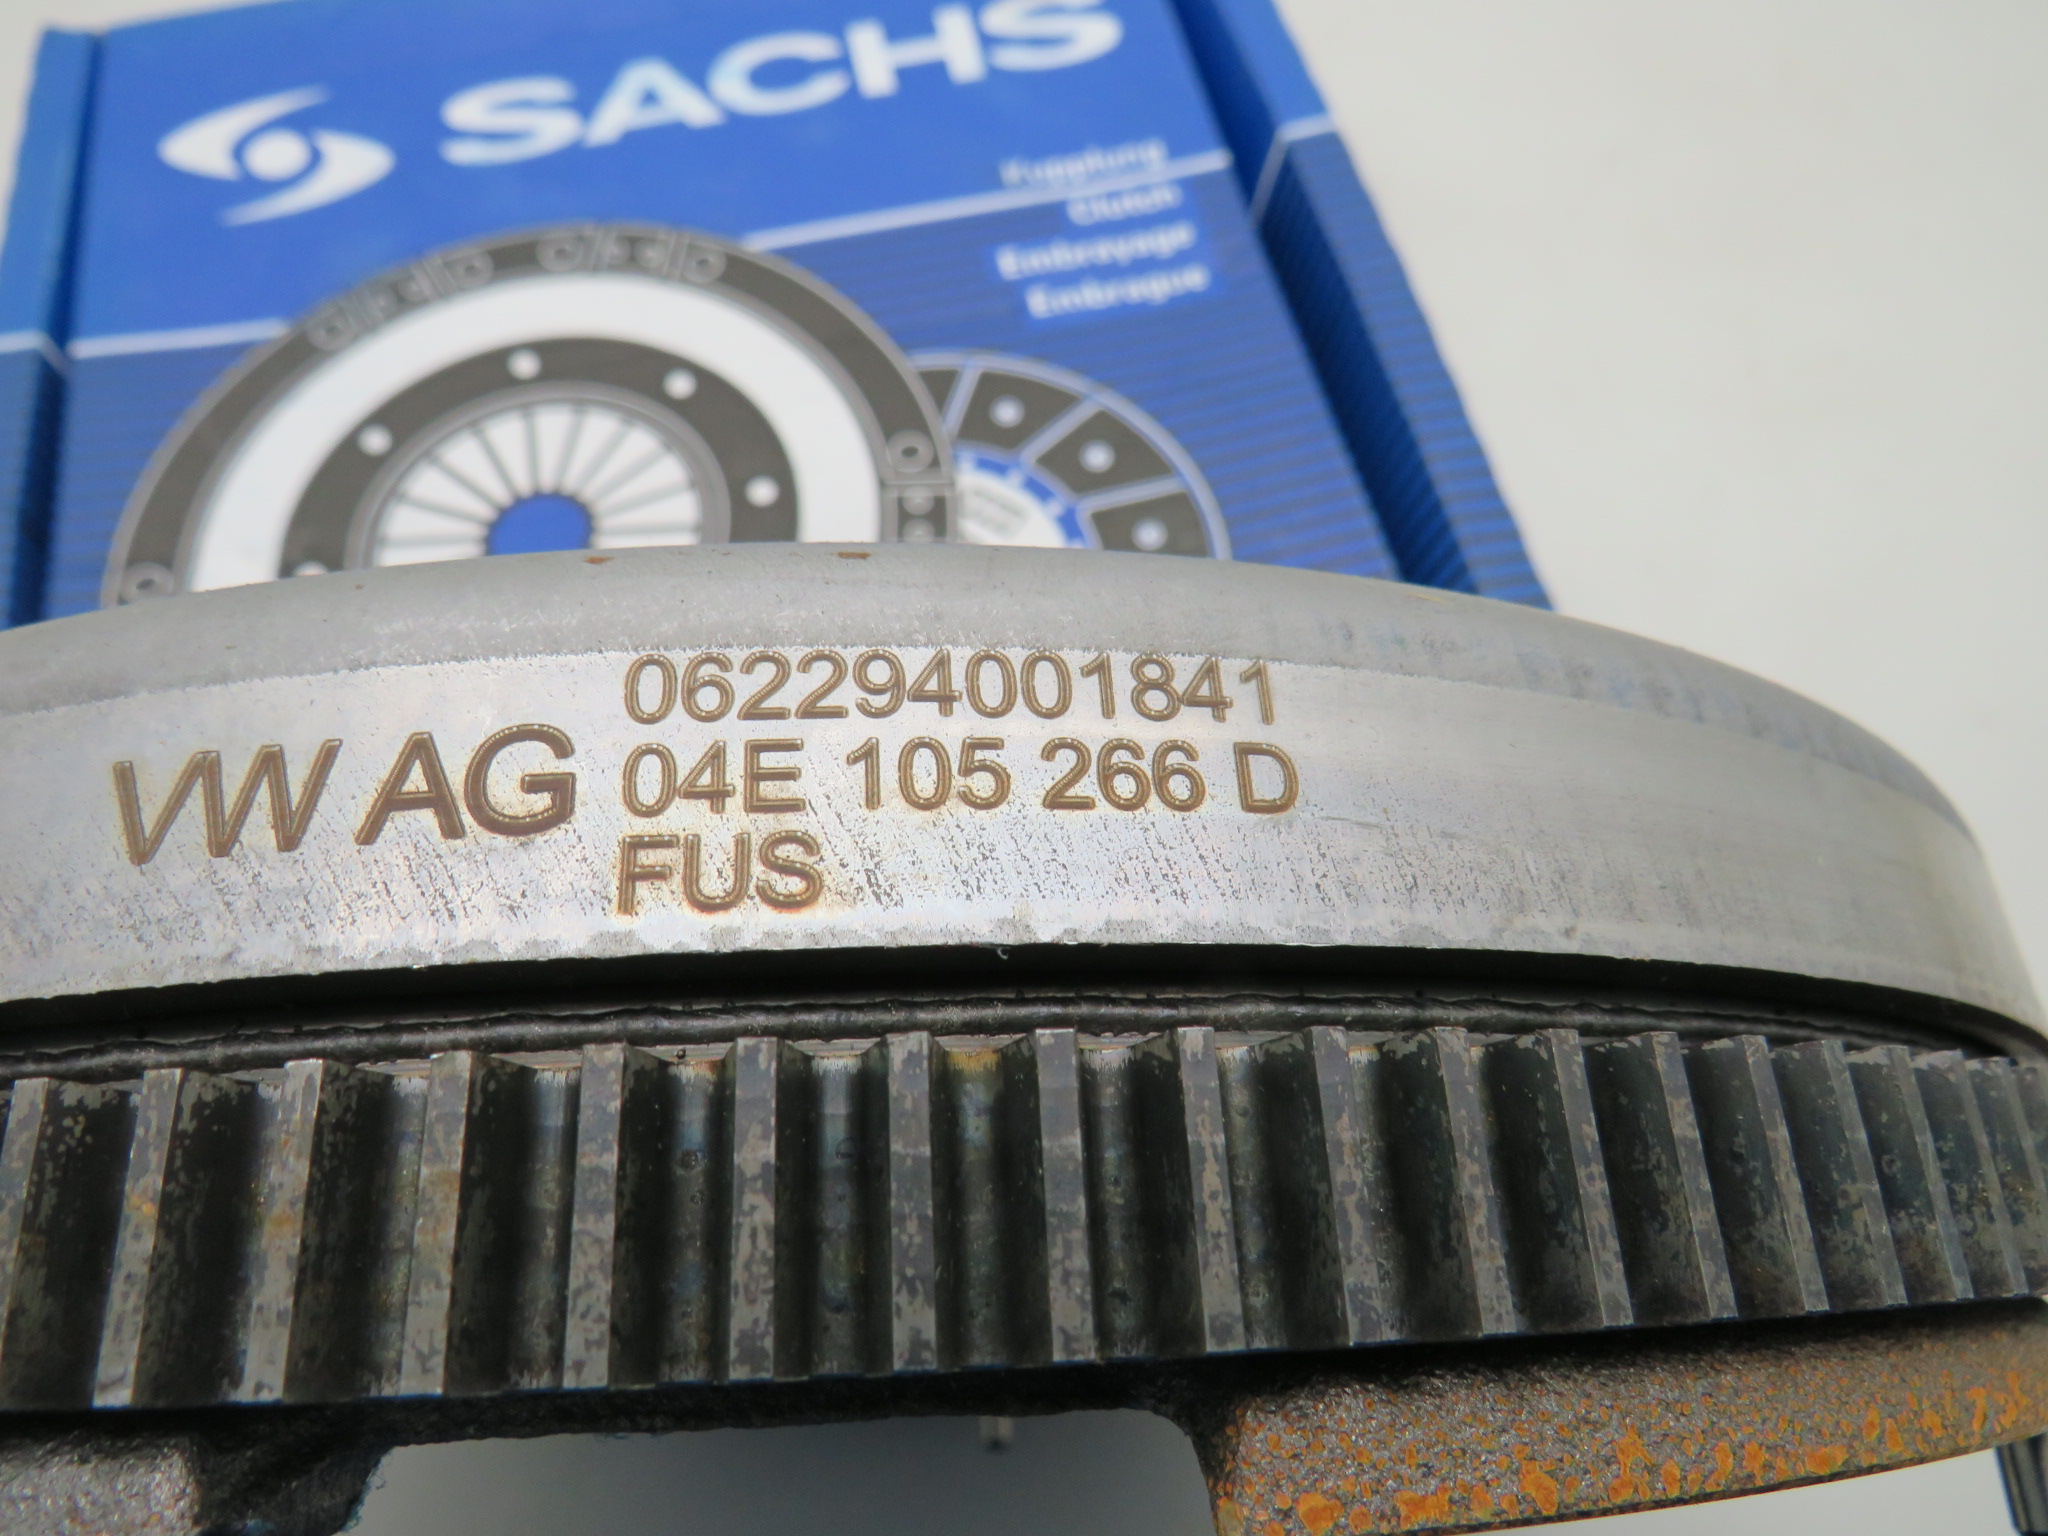 SACHS
Kupplung
Clutch
Embrayage
Embrague
062294001841
VW AG 04E 105 266 D
FUS